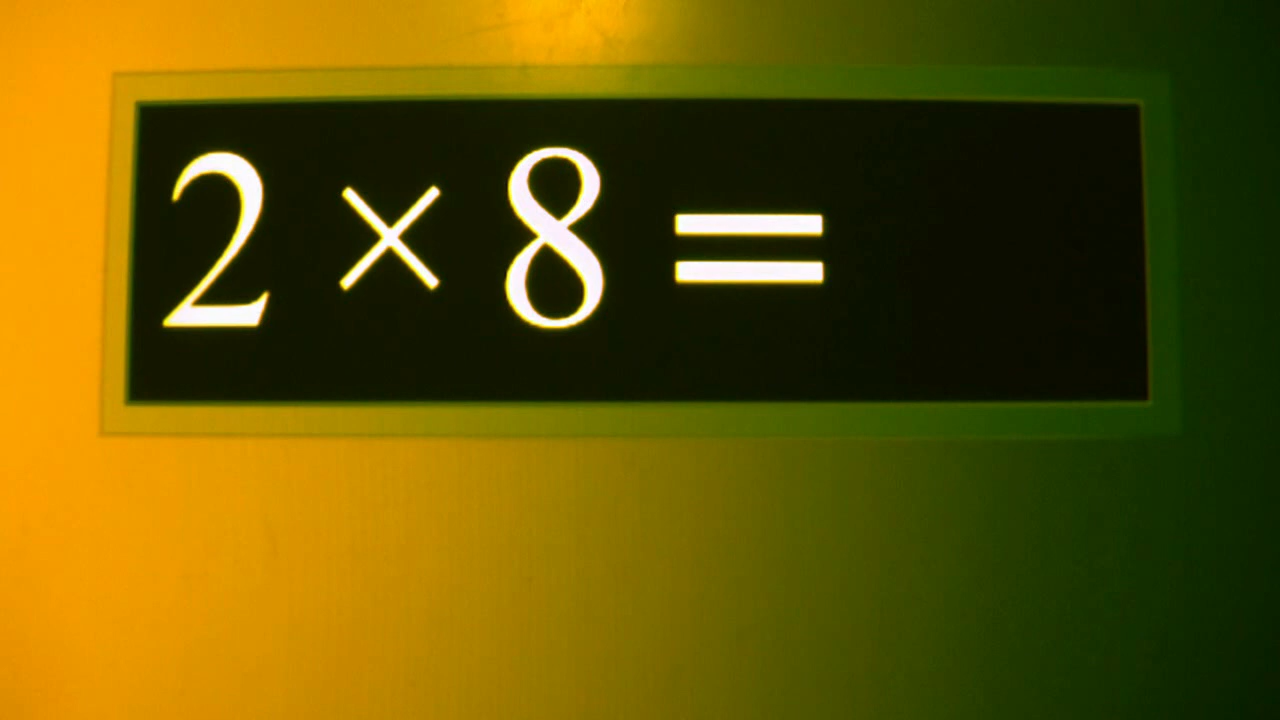 2 × 8 =